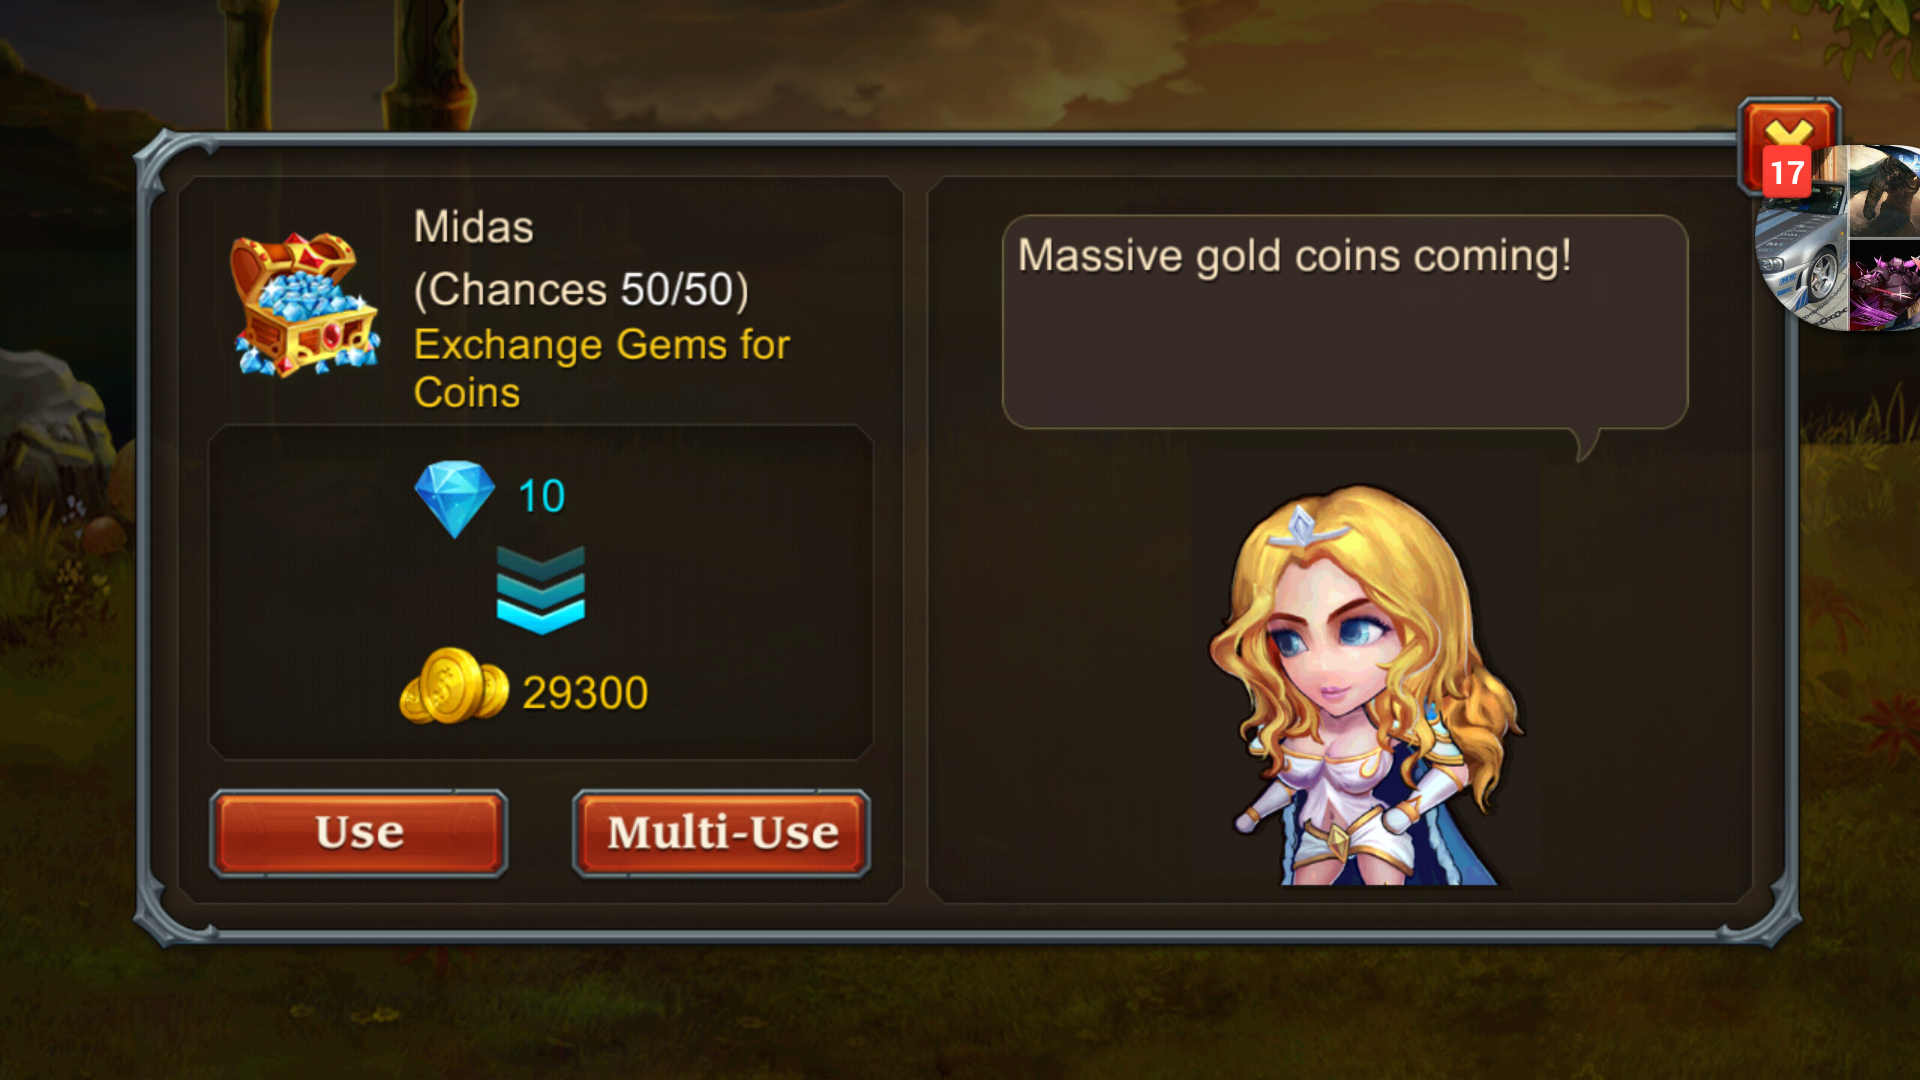 Midas
(Chances 50/50)
Exchange Gems for
Coins
10
29300
Use
Multi-Use
Massive gold coins coming!
17